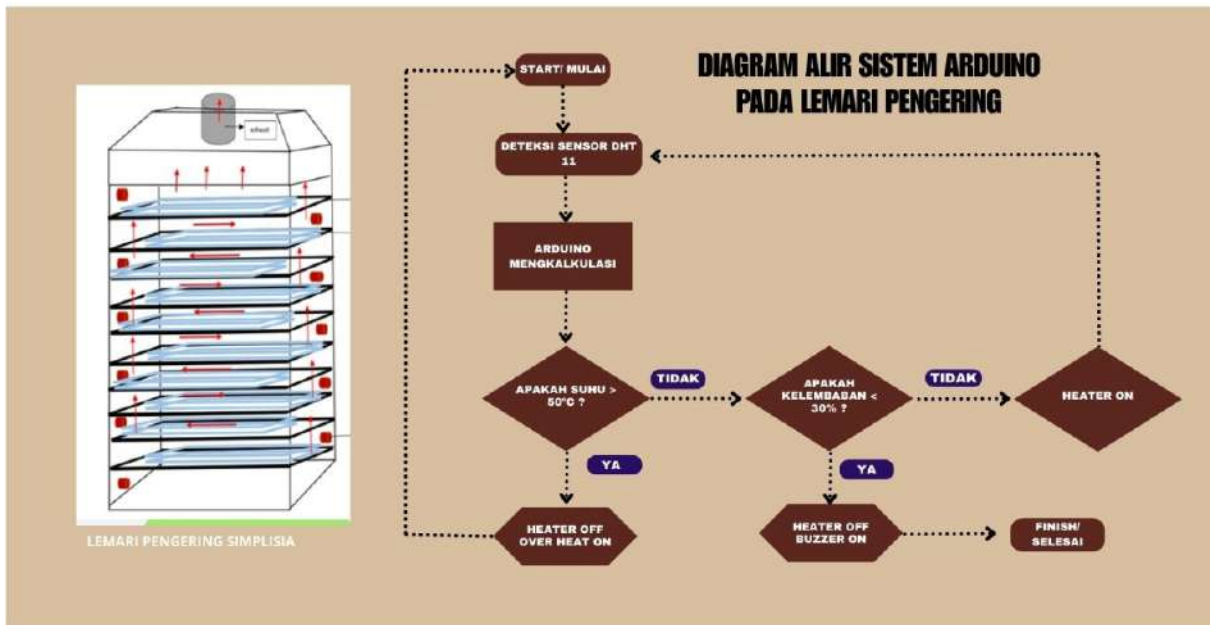 DIAGRAM ALIR SISTEM ARDUINO
PADA LEMARI PENGERING
START/ MULAI
DETEKSI SENSOR DHT
11
ARDUINO
MENGKALKULASI
APAKAH SUHU >
50°C ?
TIDAK
APAKAH
KELEMBABAN <
30% ?
TIDAK
HEATER ON
YA
YA
HEATER OFF
OVER HEAT ON
HEATER OFF
BUZZER ON
FINISH/
SELESAI
LEMARI PENGERING SIMPLISIA